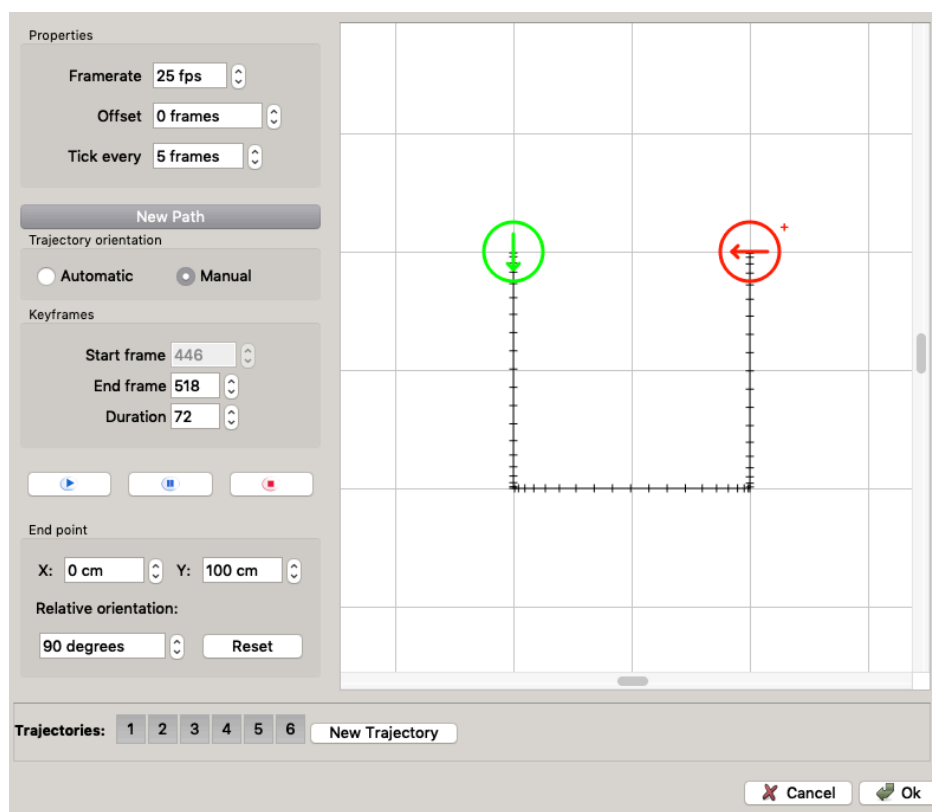 Properties
Framerate 25 fps
Offset 0 frames
Tick every 5 frames
New Path
Trajectory orientation
Automatic Manual
Keyframes
Start frame 446
End frame 518
Duration 72
End point
X: 0 cm Y: 100 cm
Relative orientation:
90 degrees Reset
Trajectories: 1 2 3 4 5 6 New Trajectory
Cancel Ok